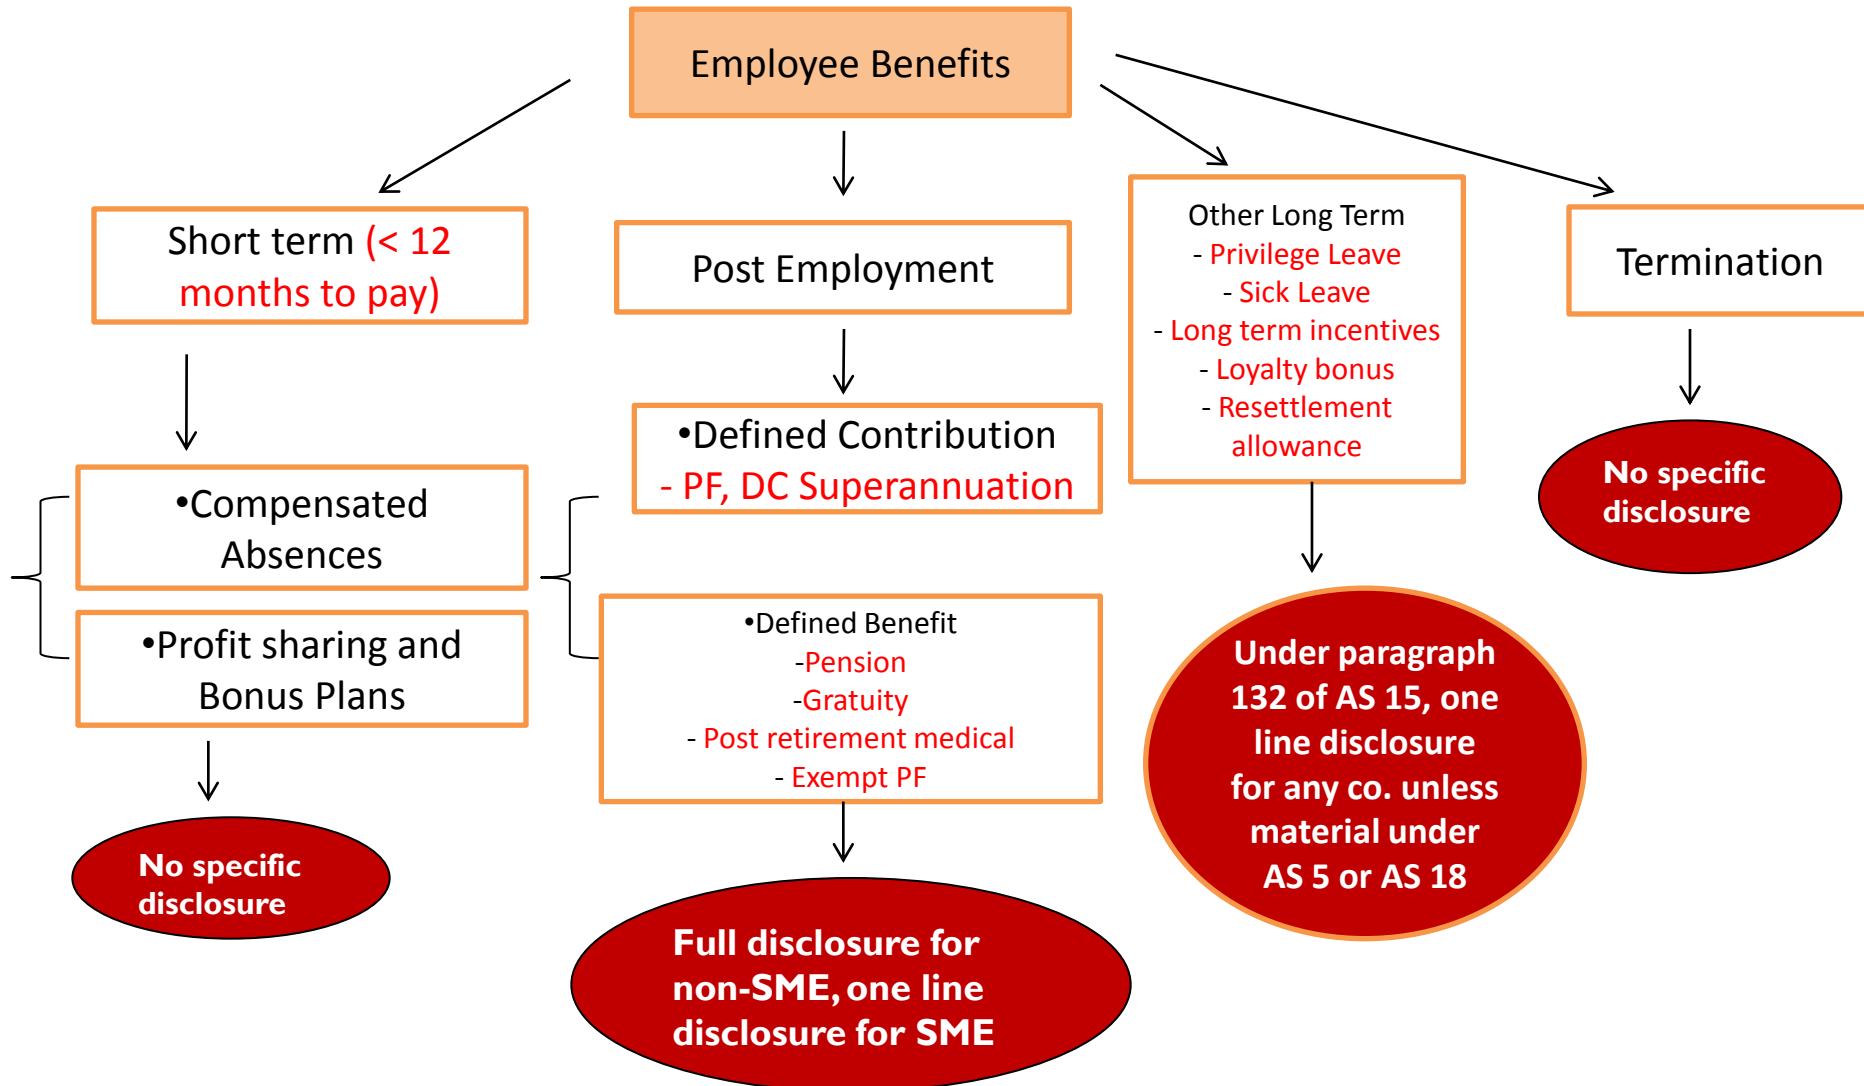 Employee Benefits
Short term (< 12
months to pay)
Post Employment
Other Long Term
- Privilege Leave
- Sick Leave
- Long term incentives
- Loyalty bonus
- Resettlement
allowance
Termination
•Compensated
Absences
•Profit sharing and
Bonus Plans
No specific
disclosure
•Defined Contribution
- PF, DC Superannuation
•Defined Benefit
-Pension
-Gratuity
- Post retirement medical
- Exempt PF
Full disclosure for
non-SME, one line
disclosure for SME
Under paragraph
132 of AS 15, one
line disclosure
for any co. unless
material under
AS 5 or AS 18
No specific
disclosure